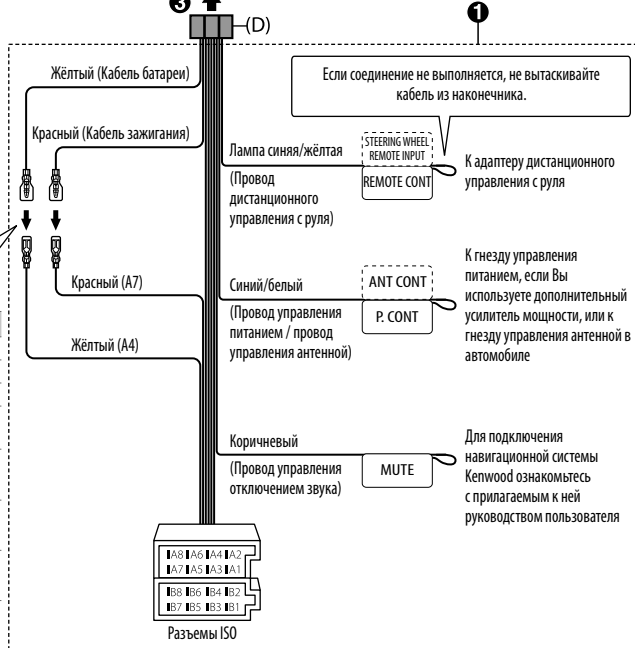 ❸
(D)
❶
Жёлтый (Кабель батареи)
Если соединение не выполняется, не вытаскивайте
кабель из наконечника.
Красный (Кабель зажигания)
Лампа синяя/жёлтая
(Провод
дистанционного
управления с руля)
STEERING WHEEL
REMOTE INPUT
REMOTE CONT
К адаптеру дистанционного
управления с руля
Красный (A7)
Жёлтый (A4)
Синий/белый
(Провод управления
питанием / провод
управления антенной)
ANT CONT
P. CONT
К гнезду управления
питанием, если Вы
используете дополнительный
усилитель мощности, или к
гнезду управления антенной в
автомобиле
Коричневый
(Провод управления
отключением звука)
MUTE
Для подключения
навигационной системы
Kenwood ознакомьтесь
с прилагаемым к ней
руководством пользователя
A8 A6 A4 A2
A7 A5 A3 A1
B8 B6 B4 B2
B7 B5 B3 B1
Разъемы ISO